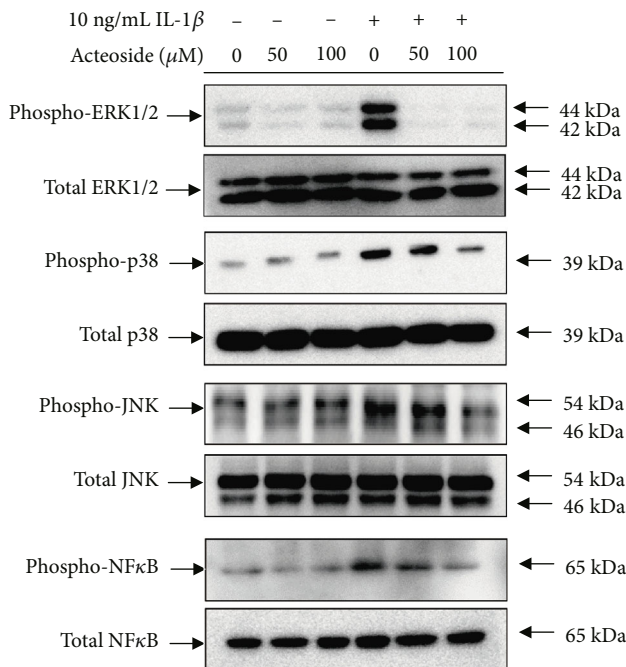 10 ng/mL IL-1β – – – + + +
Acteoside (μM) 0 50 100 0 50 100
Phospho-ERK1/2 44 kDa
42 kDa
Total ERK1/2 44 kDa
42 kDa
Phospho-p38 39 kDa
Total p38 39 kDa
Phospho-JNK 54 kDa
46 kDa
Total JNK 54 kDa
46 kDa
Phospho-NFκB 65 kDa
Total NFκB 65 kDa